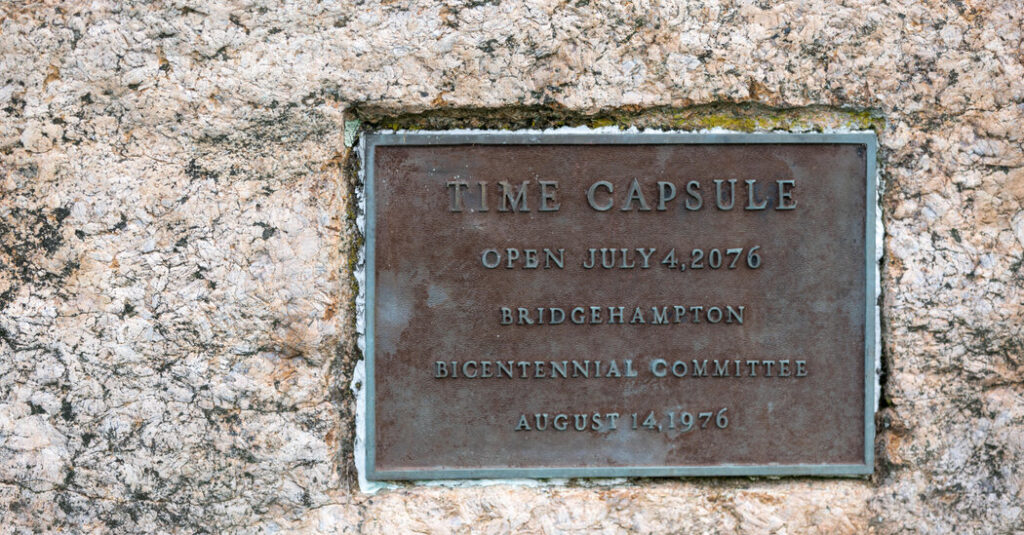 TIME CAPSULE
OPEN JULY 4, 2076
BRIDGEHAMPTON
BICENTENNIAL COMMITTEE
AUGUST 14, 1976